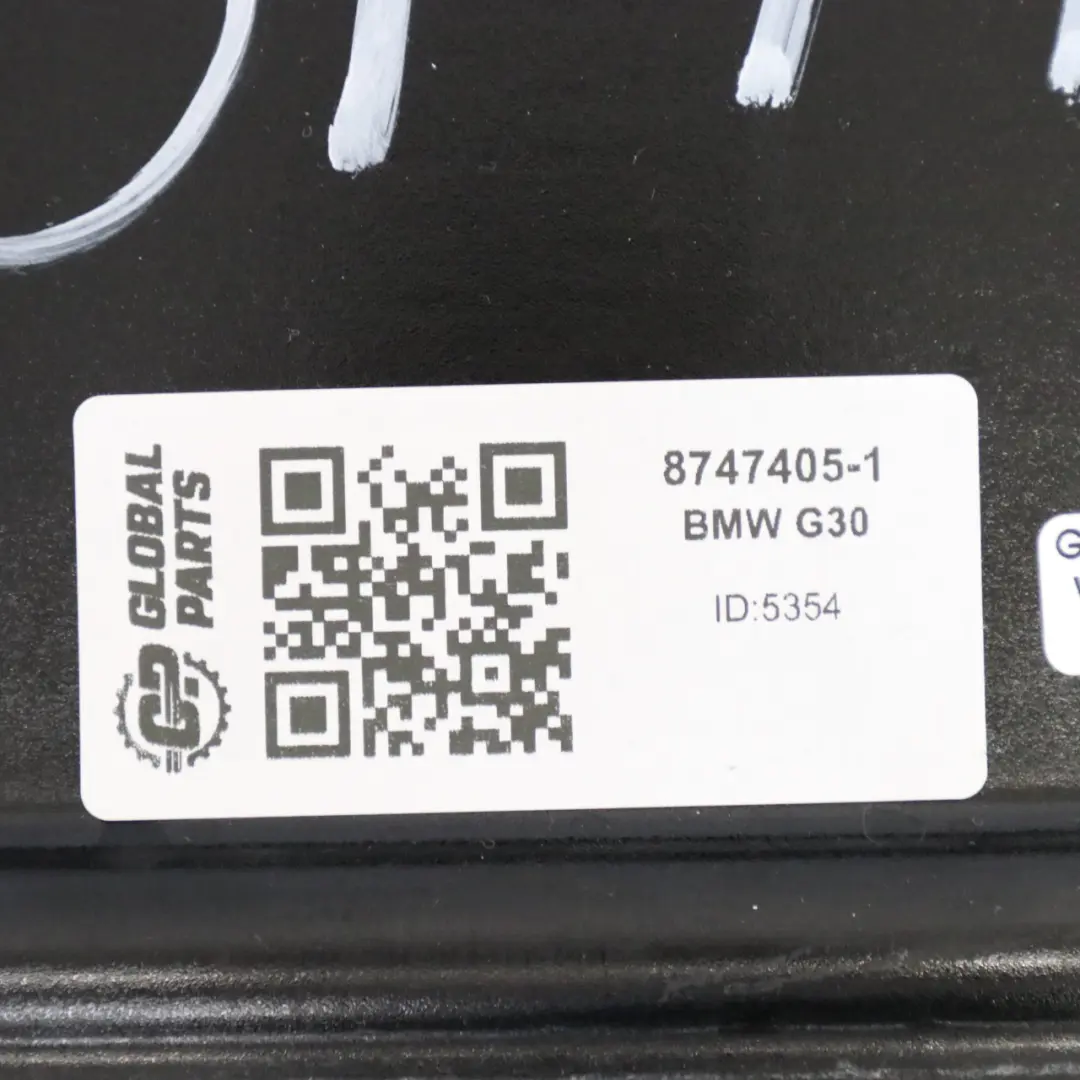 GLOBAL
PARTS
8747405-1
BMW G30
ID:5354
G